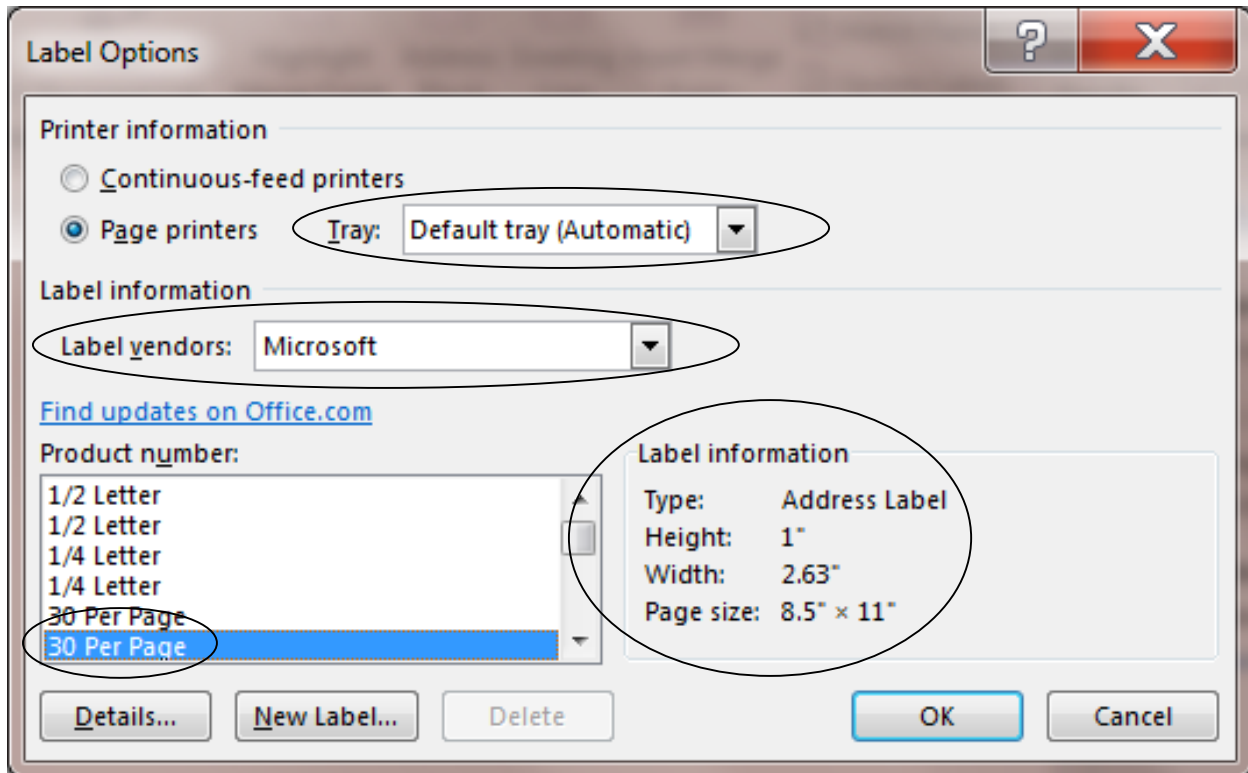 Label Options
Printer information
Continuous-feed printers
Page printers Tray: Default tray (Automatic)
Label information
Label vendors: Microsoft
Find updates on Office.com
Product number:
1/2 Letter
1/2 Letter
1/4 Letter
1/4 Letter
30 Per Page
30 Per Page
Label information
Type: Address Label
Height: 1"
Width: 2.63"
Page size: 8.5" × 11"
Details... New Label... Delete OK Cancel